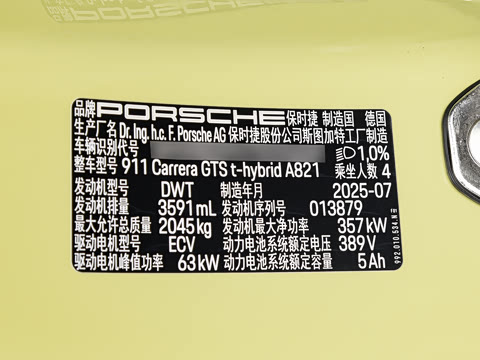 品牌 PORSCHE 保时捷 制造国 德国
生产厂名 Dr. Ing. h.c. F. Porsche AG 保时捷股份公司斯图加特工厂制造
车辆识别代号 1,0%
整车型号 911 Carrera GTS t-hybrid A821 乘坐人数 4
发动机型号 DWT 制造年月 2025-07
发动机排量 3591 mL 发动机序列号 013879
最大允许总质量 2045 kg 发动机最大净功率 357 kW
驱动电机型号 ECV 动力电池系统额定电压 389 V
驱动电机峰值功率 63 kW 动力电池系统额定容量 5 Ah
992.010.534.N